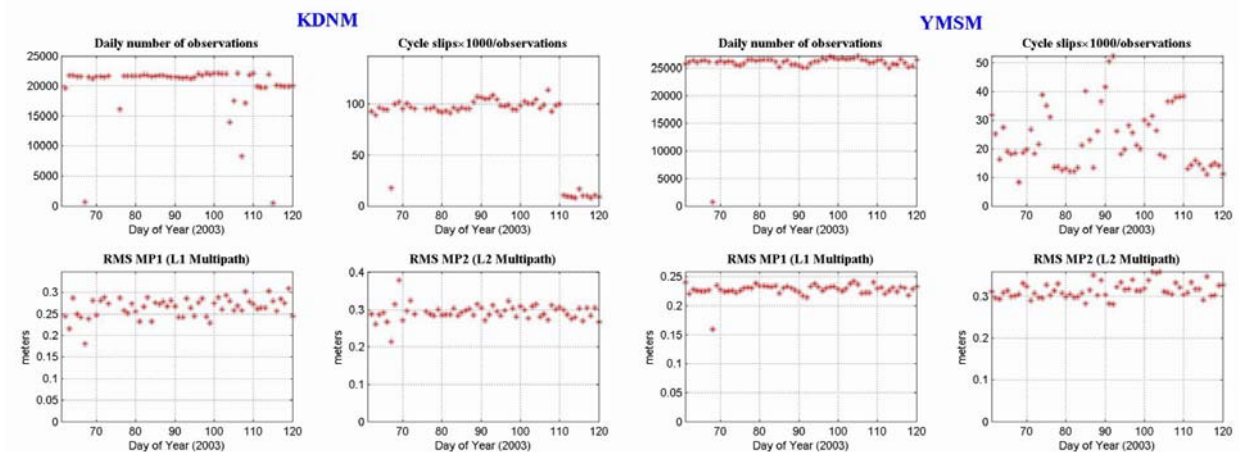 KDNM
Daily number of observations
25000
20000
15000
10000
5000
0
70 80 90 100 110 120
Day of Year (2003)
Cycle slips×1000/observations
100
50
0
70 80 90 100 110 120
Day of Year (2003)
RMS MP1 (L1 Multipath)
meters
0.3
0.25
0.2
0.15
0.1
0.05
0
70 80 90 100 110 120
Day of Year (2003)
RMS MP2 (L2 Multipath)
meters
0.4
0.3
0.2
0.1
0
70 80 90 100 110 120
Day of Year (2003)
YMSM
Daily number of observations
25000
20000
15000
10000
5000
0
70 80 90 100 110 120
Day of Year (2003)
Cycle slips×1000/observations
50
40
30
20
10
0
70 80 90 100 110 120
Day of Year (2003)
RMS MP1 (L1 Multipath)
meters
0.25
0.2
0.15
0.1
0.05
0
70 80 90 100 110 120
Day of Year (2003)
RMS MP2 (L2 Multipath)
meters
0.3
0.2
0.1
0
70 80 90 100 110 120
Day of Year (2003)